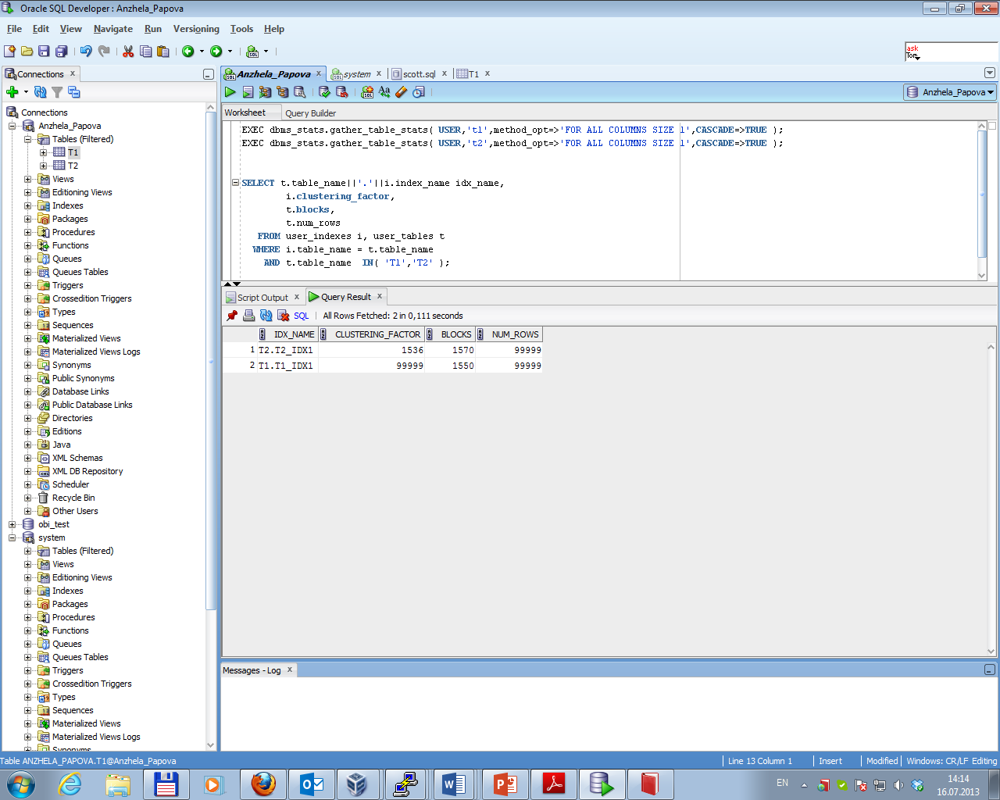 Oracle SQL Developer : Anzhela_Papova
File Edit View Navigate Run Versioning Tools Help
ask
Tom
Connections x
Anzhela_Papova x system x scott.sql x T1 x
Anzhela_Papova
Worksheet Query Builder
Connections
Anzhela_Papova
Tables (Filtered)
T1
T2
Views
Editioning Views
Indexes
Packages
Procedures
Functions
Queues
Queues Tables
Triggers
Crossedition Triggers
Types
Sequences
Materialized Views
Materialized Views Logs
Synonyms
Public Synonyms
Database Links
Public Database Links
Directories
Editions
Java
XML Schemas
XML DB Repository
Scheduler
Recycle Bin
Other Users
obi_test
system
Tables (Filtered)
Views
Editioning Views
Indexes
Packages
Procedures
Functions
Queues
Queues Tables
Triggers
Crossedition Triggers
Types
Sequences
Materialized Views
Materialized Views Logs
Synonyms
EXEC dbms_stats.gather_table_stats( USER,'t1',method_opt=>'FOR ALL COLUMNS SIZE 1',CASCADE=>TRUE );
EXEC dbms_stats.gather_table_stats( USER,'t2',method_opt=>'FOR ALL COLUMNS SIZE 1',CASCADE=>TRUE );
SELECT t.table_name||'.'||i.index_name idx_name,
i.clustering_factor,
t.blocks,
t.num_rows
FROM user_indexes i, user_tables t
WHERE i.table_name = t.table_name
AND t.table_name IN( 'T1','T2' );
Script Output x Query Result x
SQL | All Rows Fetched: 2 in 0,111 seconds
IDX_NAME CLUSTERING_FACTOR BLOCKS NUM_ROWS
1 T2.T2_IDX1 1536 1570 99999
2 T1.T1_IDX1 99999 1550 99999
Messages - Log x
Table ANZHELA_PAPOVA.T1@Anzhela_Papova
Line 13 Column 1 Insert Modified Windows: CR/LF Editing
EN
14:14
16.07.2013